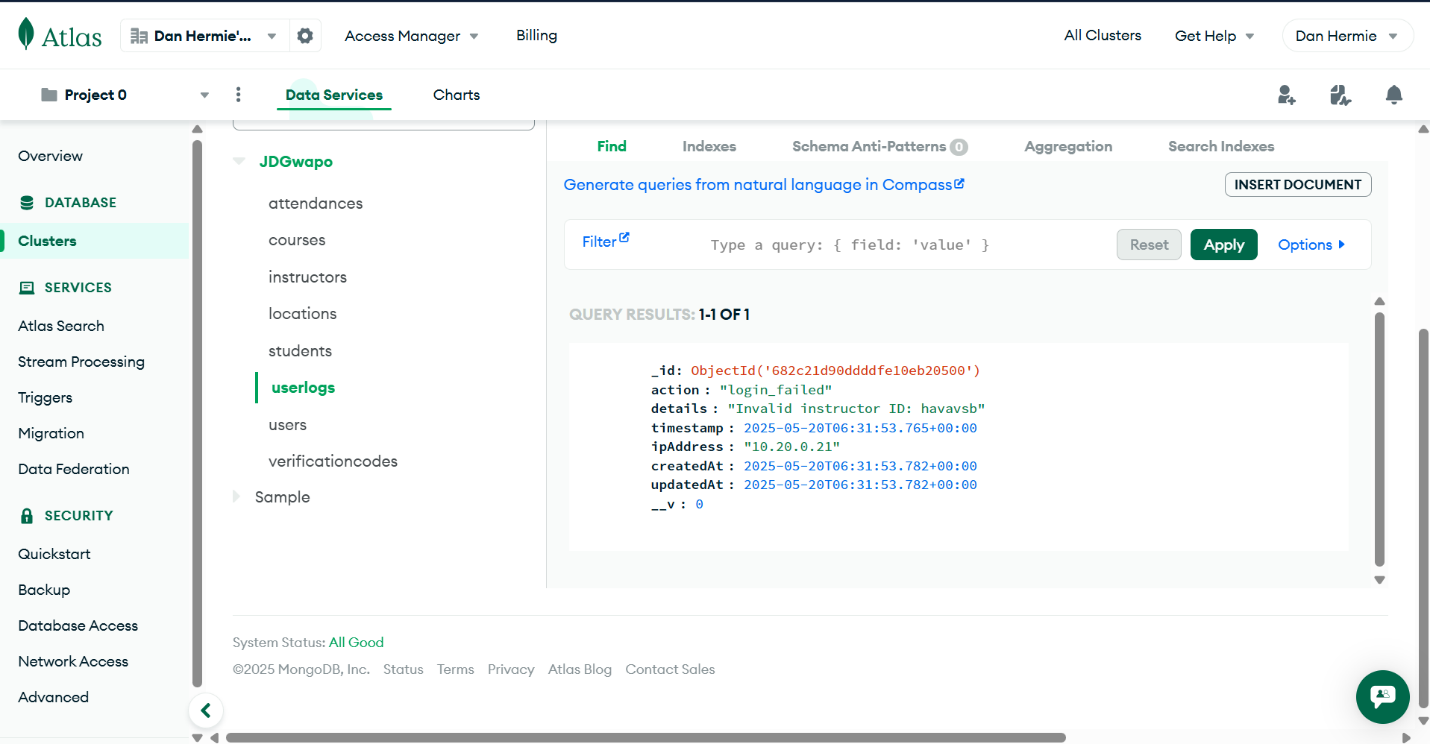 Atlas Dan Hermie'... Access Manager Billing All Clusters Get Help Dan Hermie
Project 0 Data Services Charts
Overview
DATABASE
Clusters
SERVICES
Atlas Search
Stream Processing
Triggers
Migration
Data Federation
SECURITY
Quickstart
Backup
Database Access
Network Access
Advanced
JDGwapo
attendances
courses
instructors
locations
students
userlogs
users
verificationcodes
Sample
Find Indexes Schema Anti-Patterns 0 Aggregation Search Indexes
Generate queries from natural language in Compass
INSERT DOCUMENT
Filter Type a query: { field: 'value' } Reset Apply Options
QUERY RESULTS: 1-1 OF 1
_id: ObjectId('682c21d90ddddfe10eb20500')
action : "login_failed"
details : "Invalid instructor ID: havavsb"
timestamp : 2025-05-20T06:31:53.765+00:00
ipAddress : "10.20.0.21"
createdAt : 2025-05-20T06:31:53.782+00:00
updatedAt : 2025-05-20T06:31:53.782+00:00
__v : 0
System Status: All Good
©2025 MongoDB, Inc. Status Terms Privacy Atlas Blog Contact Sales